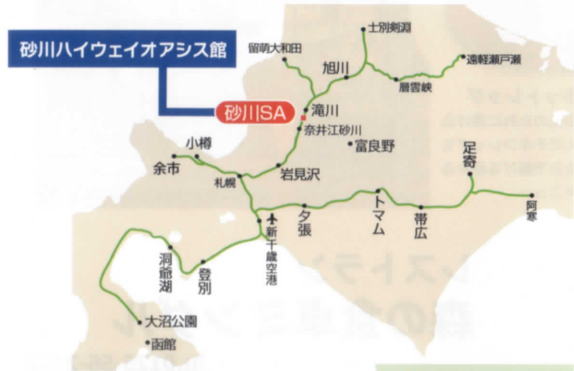 砂川ハイウェイオアシス館
士別剣淵
留萌大和田
旭川
遠軽瀬戸瀬
層雲峡
砂川SA
滝川
奈井江砂川
富良野
小樽
余市
札幌
岩見沢
足寄
夕張
トマム
帯広
阿寒
新千歳空港
洞爺湖
登別
大沼公園
函館